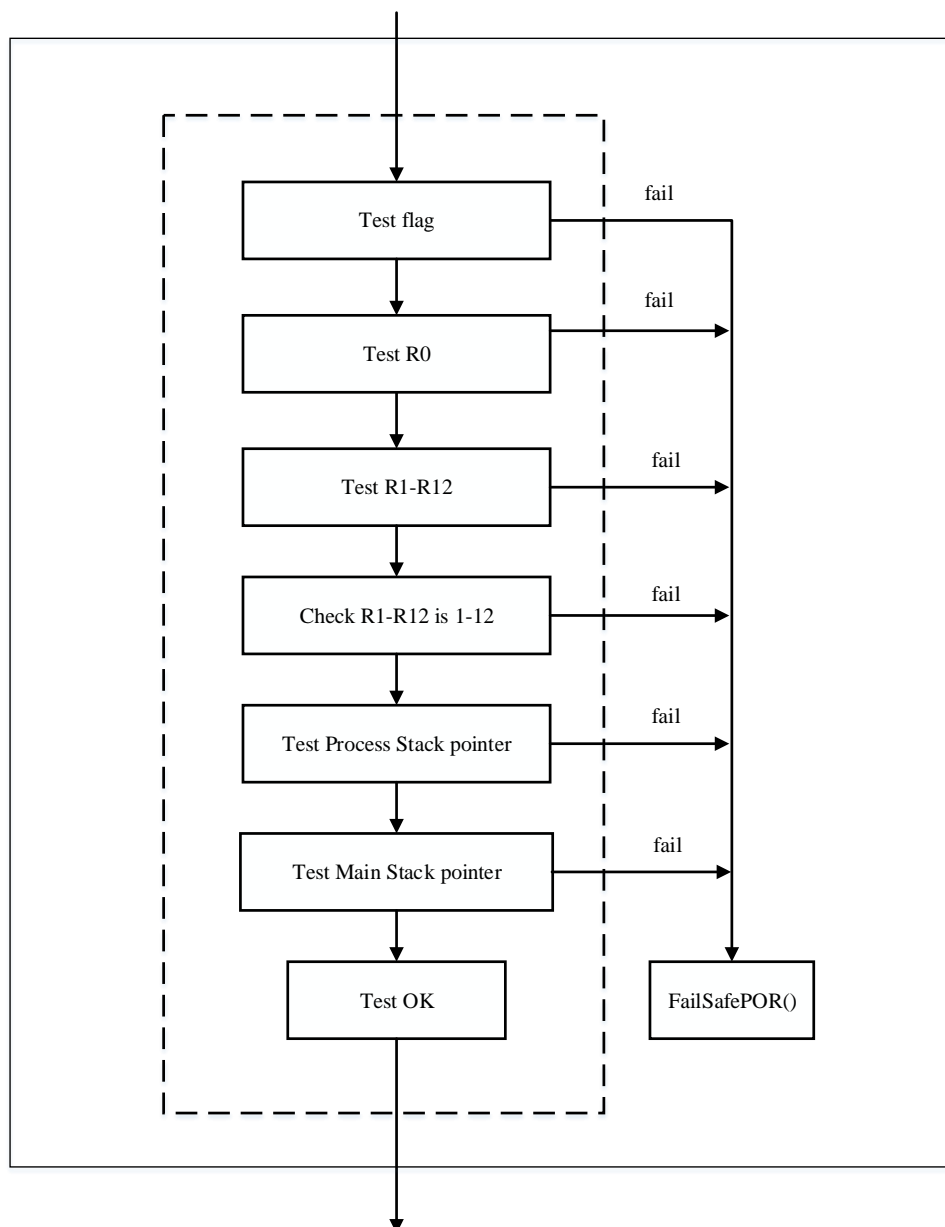 Test flag
fail
Test R0
fail
Test R1-R12
fail
Check R1-R12 is 1-12
fail
Test Process Stack pointer
fail
Test Main Stack pointer
fail
Test OK
FailSafePOR()